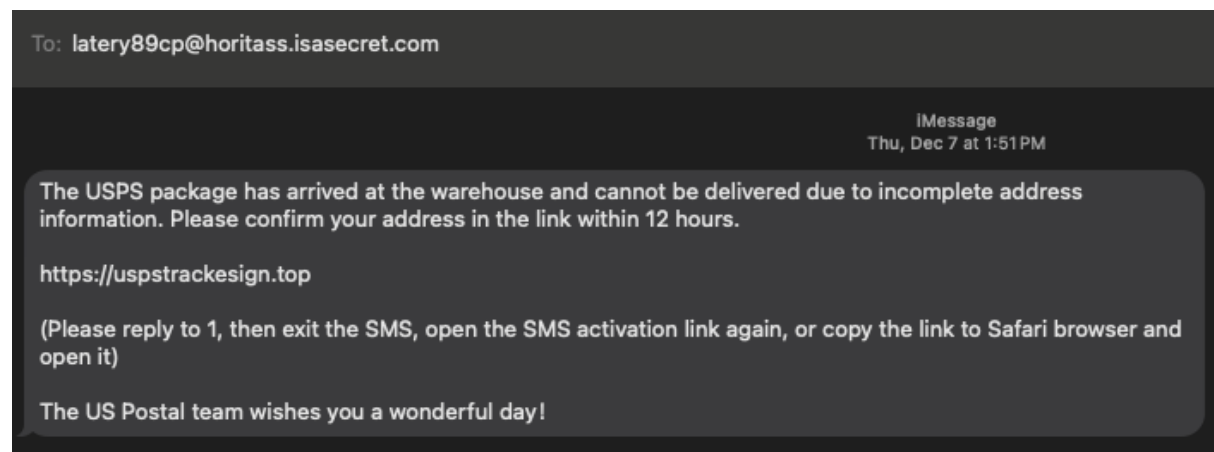 To: latery89cp@horitass.isasecret.com
iMessage
Thu, Dec 7 at 1:51 PM
The USPS package has arrived at the warehouse and cannot be delivered due to incomplete address
information. Please confirm your address in the link within 12 hours.
https://uspstrackesign.top
(Please reply to 1, then exit the SMS, open the SMS activation link again, or copy the link to Safari browser and
open it)
The US Postal team wishes you a wonderful day!